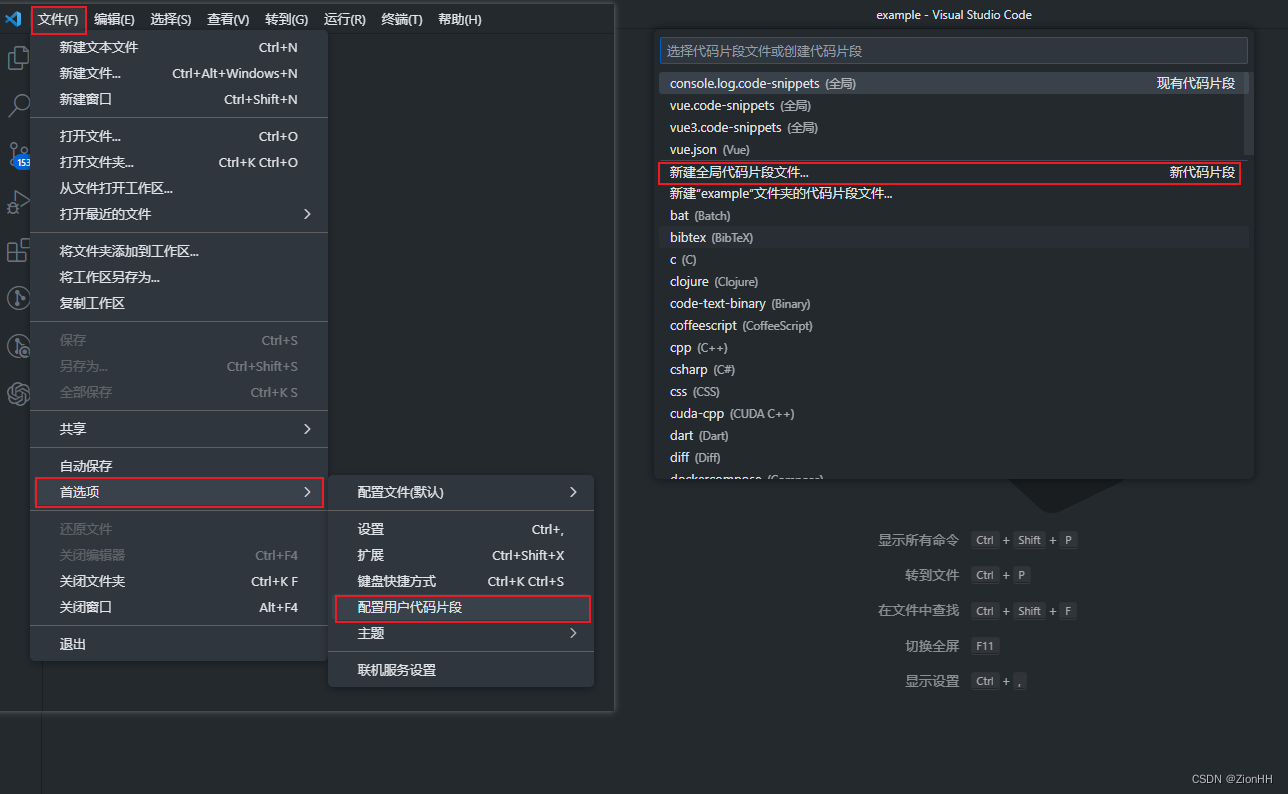 文件(F) 编辑(E) 选择(S) 查看(V) 转到(G) 运行(R) 终端(T) 帮助(H)
新建文本文件 Ctrl+N
新建文件... Ctrl+Alt+Windows+N
新建窗口 Ctrl+Shift+N
打开文件... Ctrl+O
打开文件夹... Ctrl+K Ctrl+O
从文件打开工作区...
打开最近的文件
将文件夹添加到工作区...
将工作区另存为...
复制工作区
保存 Ctrl+S
另存为... Ctrl+Shift+S
全部保存 Ctrl+K S
共享
自动保存
首选项
还原文件
关闭编辑器 Ctrl+F4
关闭文件夹 Ctrl+K F
关闭窗口 Alt+F4
退出
153
配置文件(默认)
设置 Ctrl+,
扩展 Ctrl+Shift+X
键盘快捷方式 Ctrl+K Ctrl+S
配置用户代码片段
主题
联机服务设置
example - Visual Studio Code
选择代码片段文件或创建代码片段
console.log.code-snippets (全局) 现有代码片段
vue.code-snippets (全局)
vue3.code-snippets (全局)
vue.json (Vue)
新建全局代码片段文件... 新代码片段
新建“example”文件夹的代码片段文件...
bat (Batch)
bibtex (BibTeX)
c (C)
clojure (Clojure)
code-text-binary (Binary)
coffeescript (CoffeeScript)
cpp (C++)
csharp (C#)
css (CSS)
cuda-cpp (CUDA C++)
dart (Dart)
diff (Diff)
dockercompose (Compose)
显示所有命令 Ctrl + Shift + P
转到文件 Ctrl + P
在文件中查找 Ctrl + Shift + F
切换全屏 F11
显示设置 Ctrl + ,
CSDN @ZionHH